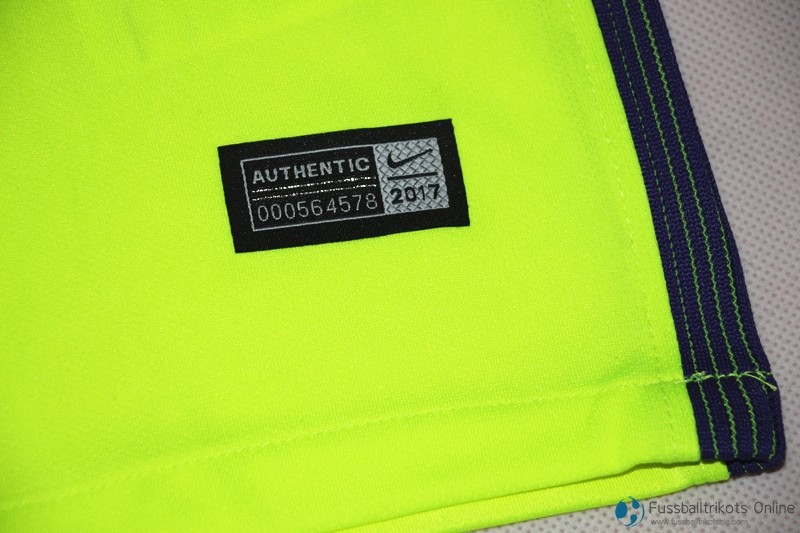 AUTHENTIC
000564578
2017
Fussballtrikots Online